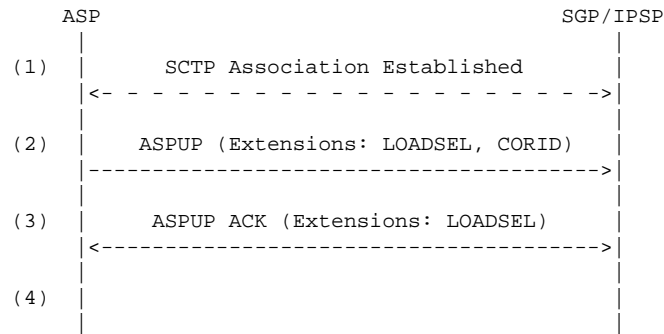 ASP SGP/IPSP
(1) SCTP Association Established
(2) ASPUP (Extensions: LOADSEL, CORID)
(3) ASPUP ACK (Extensions: LOADSEL)
(4)